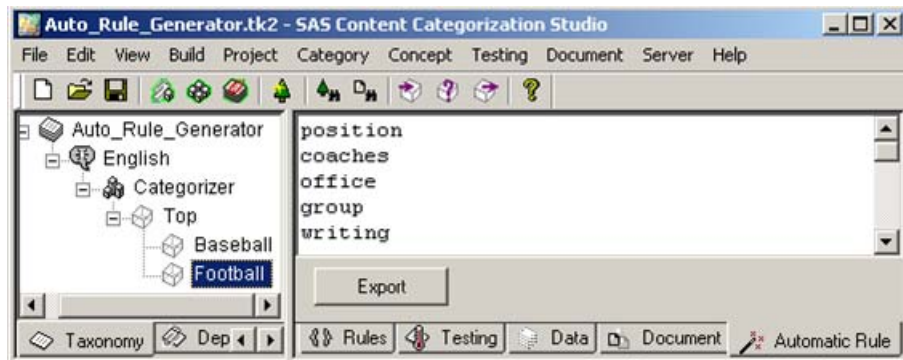 Auto_Rule_Generator.tk2 - SAS Content Categorization Studio
File Edit View Build Project Category Concept Testing Document Server Help
Auto_Rule_Generator
English
Categorizer
Top
Baseball
Football
position
coaches
office
group
writing
Export
Taxonomy Dep
Rules Testing Data Document Automatic Rule